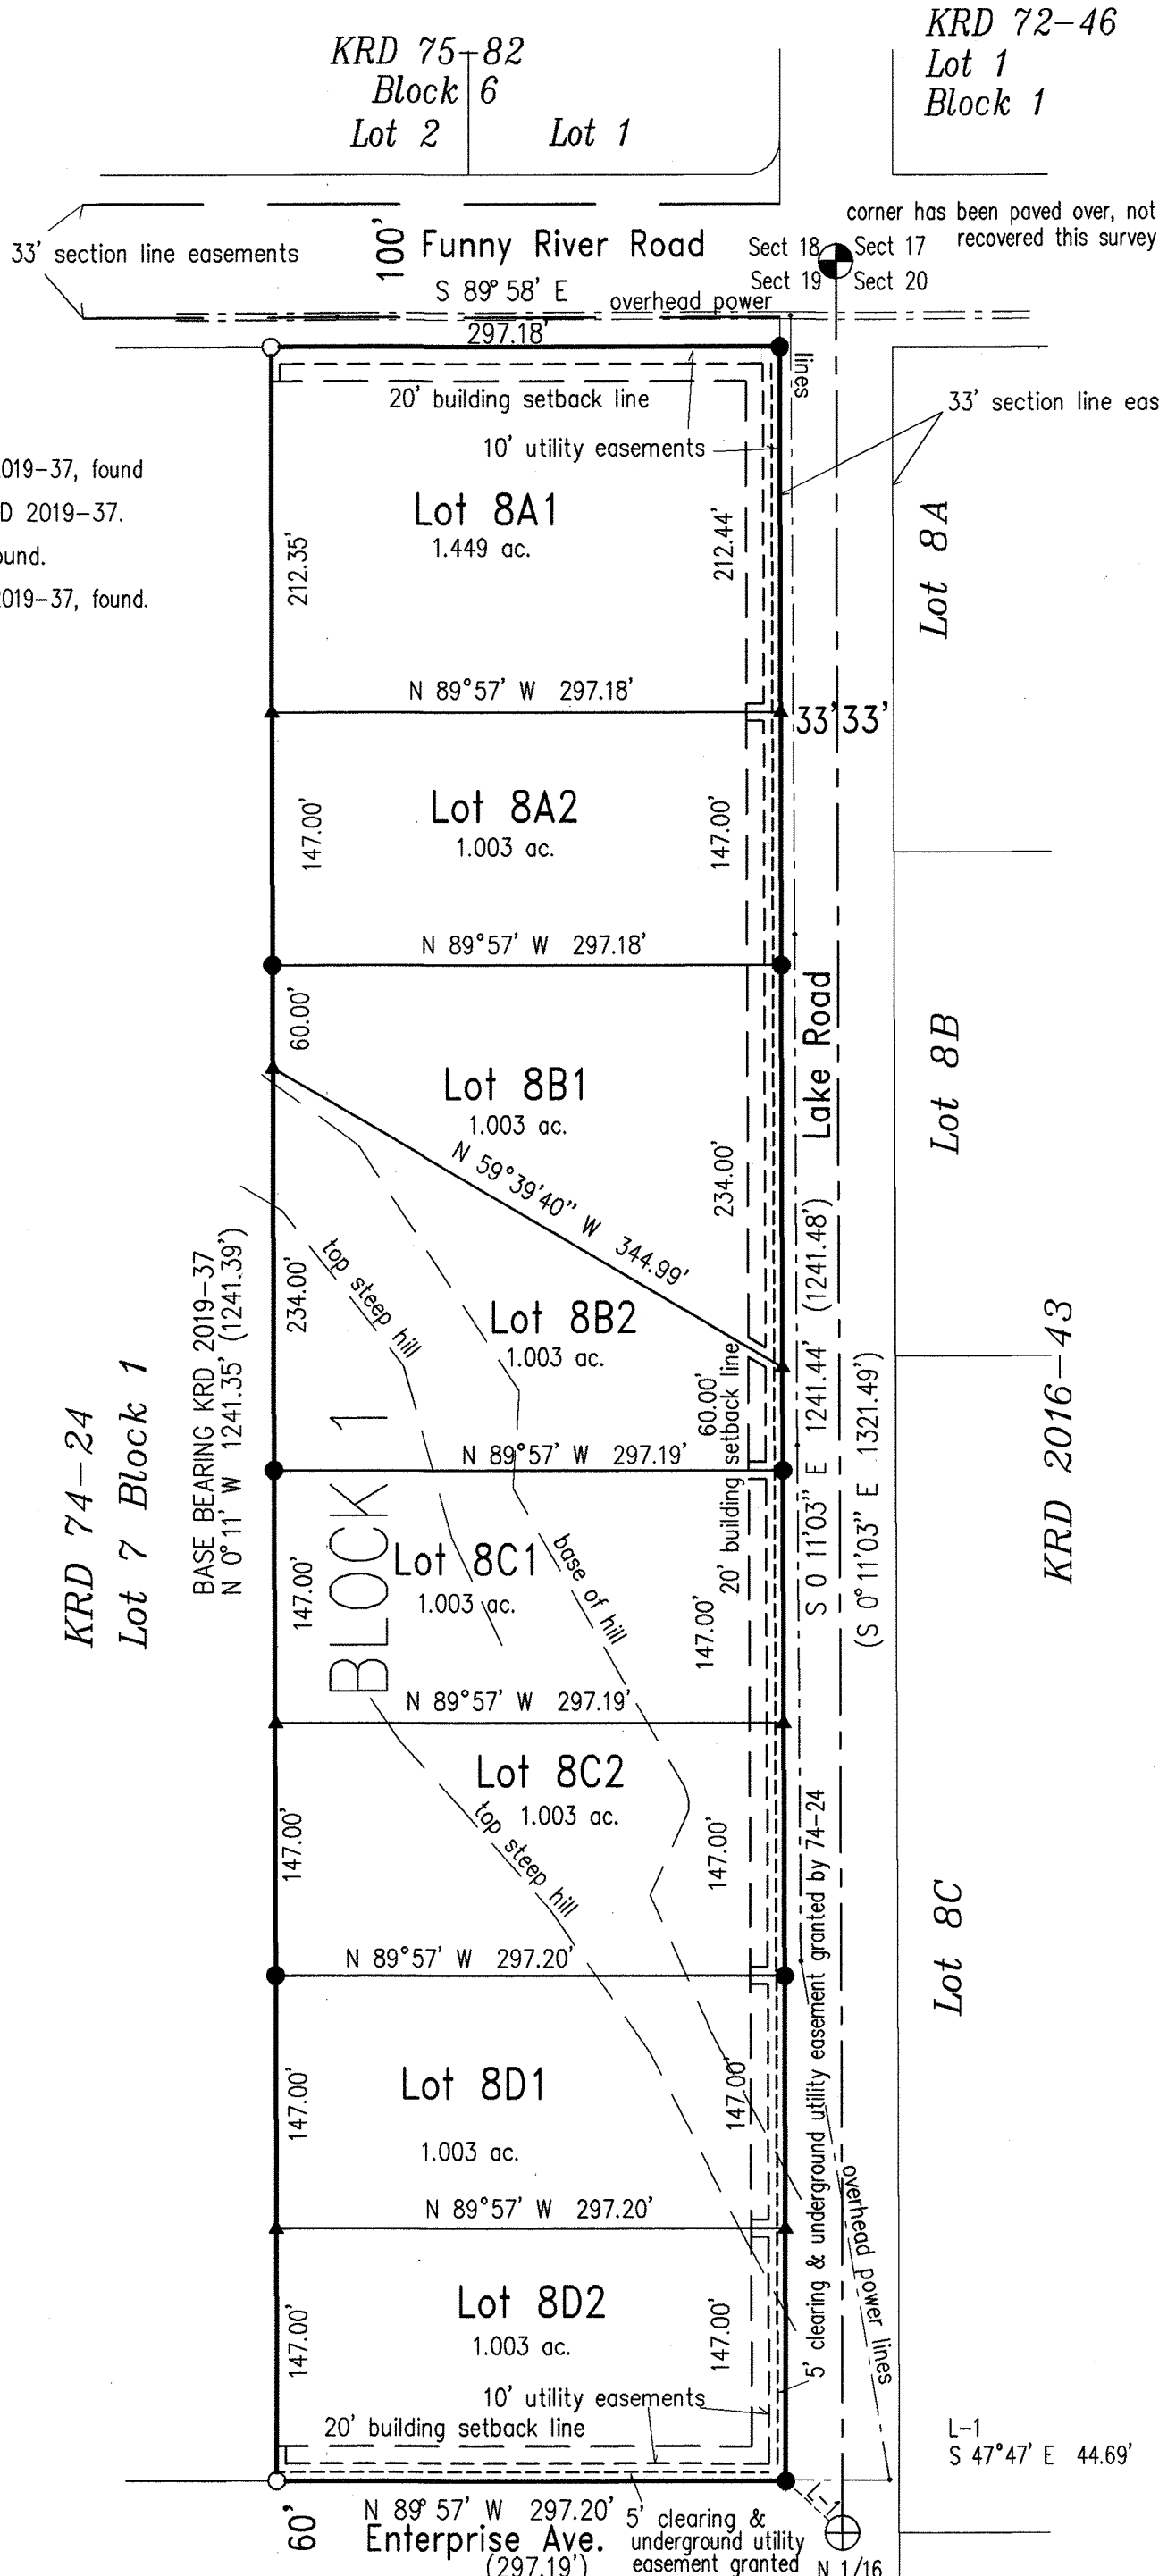 KRD 75-82
Block 6
Lot 2
Lot 1
KRD 72-46
Lot 1
Block 1
33' section line easements
100'
Funny River Road
S 89°58' E
overhead power
297.18'
corner has been paved over, not
recovered this survey
Sect 18
Sect 17
Sect 19
Sect 20
lines
20' building setback line
10' utility easements
33' section line eas
019-37, found
D 2019-37.
ound.
019-37, found.
Lot 8A1
1.449 ac.
212.35'
212.44'
Lot 8A
N 89°57' W 297.18'
33' 33'
Lot 8A2
1.003 ac.
147.00'
147.00'
N 89°57' W 297.18'
60.00'
Lot 8B1
1.003 ac.
234.00'
N 59°39'40" W 344.99'
Lake Road
Lot 8B
top steep hill
234.00'
Lot 8B2
1.003 ac.
60.00'
20' building setback line
BASE BEARING KRD 2019-37
N 0°11' W 1241.35' (1241.39')
KRD 74-24
Lot 7 Block 1
S 0 11'03" E 1241.44' (1241.48')
(S 0°11'03" E 1321.49')
KRD 2016-43
N 89°57' W 297.19'
BLOCK 1
Lot 8C1
1.003 ac.
147.00'
147.00'
base of hill
N 89°57' W 297.19'
Lot 8C2
1.003 ac.
147.00'
147.00'
top steep hill
5' clearing & underground utility easement granted by 74-24
Lot 8C
N 89°57' W 297.20'
Lot 8D1
1.003 ac.
147.00'
147.00'
overhead power lines
N 89°57' W 297.20'
Lot 8D2
1.003 ac.
147.00'
147.00'
10' utility easements
20' building setback line
L-1
S 47°47' E 44.69'
L-1
60'
N 89°57' W 297.20'
Enterprise Ave.
(297.19')
5' clearing &
underground utility
easement granted
N 1/16